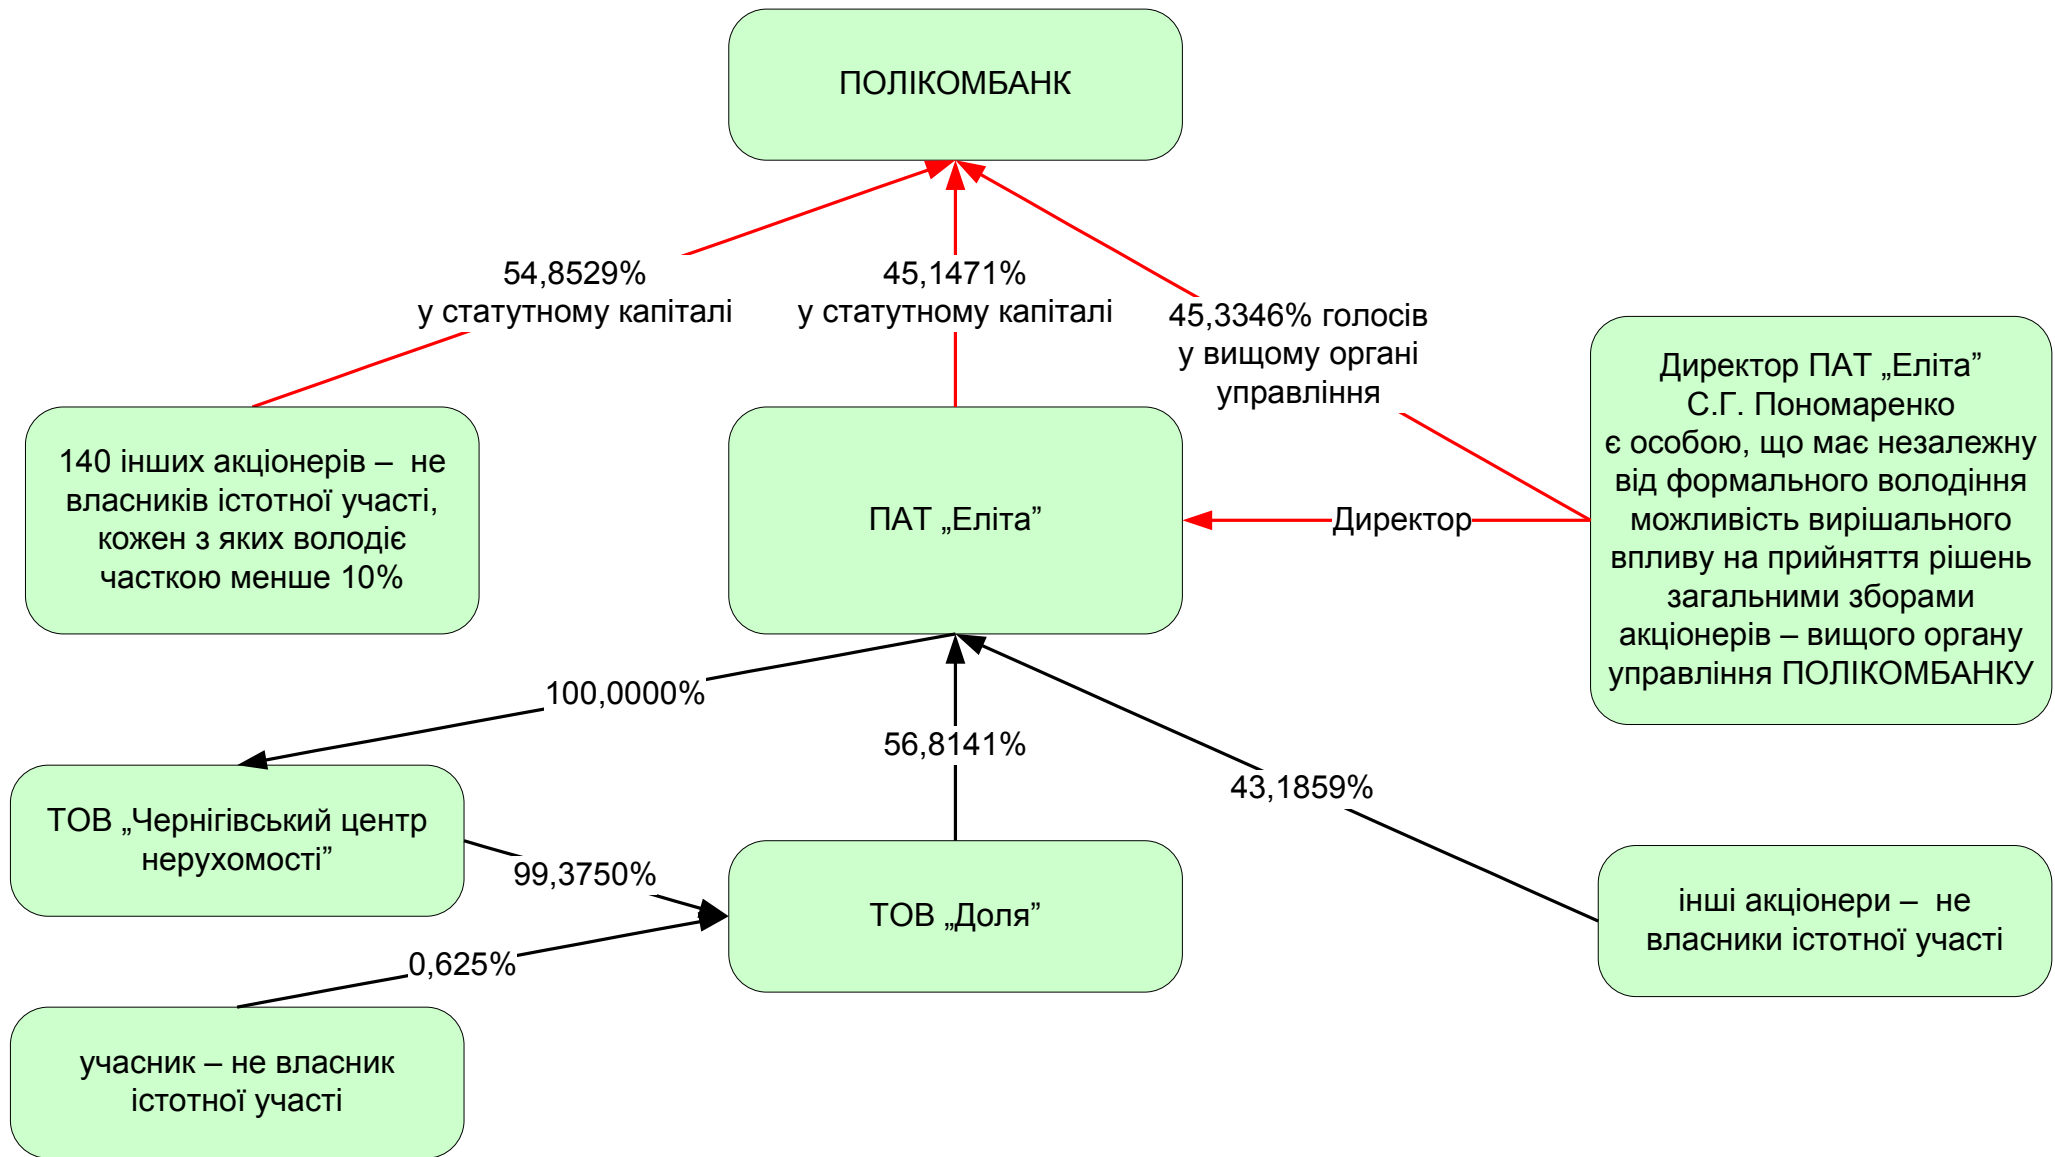 ПОЛІКОМБАНК
54,8529%
у статутному капіталі
45,1471%
у статутному капіталі
45,3346% голосів
у вищому органі
управління
Директор ПАТ „Еліта”
С.Г. Пономаренко
є особою, що має незалежну
від формального володіння
можливість вирішального
впливу на прийняття рішень
загальними зборами
акціонерів – вищого органу
управління ПОЛІКОМБАНКУ
140 інших акціонерів – не
власників істотної участі,
кожен з яких володіє
часткою менше 10%
ПАТ „Еліта”
Директор
100,0000%
56,8141%
43,1859%
ТОВ „Чернігівський центр
нерухомості”
99,3750%
ТОВ „Доля”
інші акціонери – не
власники істотної участі
0,625%
учасник – не власник
істотної участі